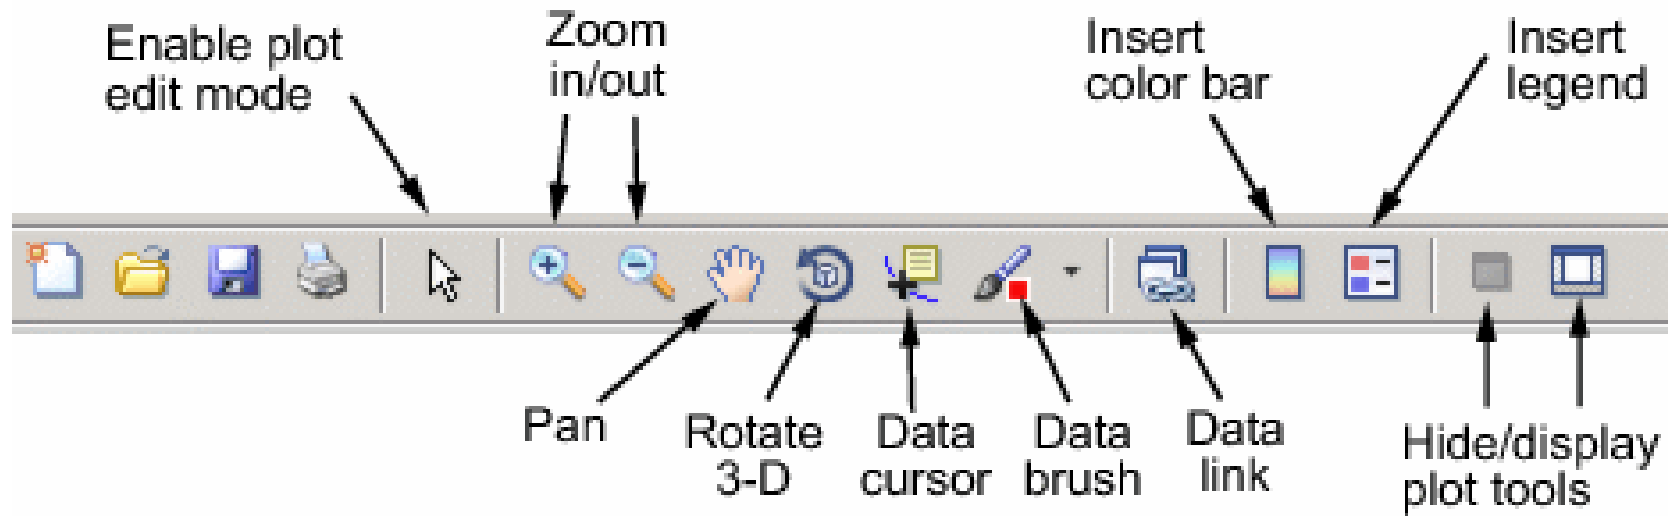 Enable plot
edit mode
Zoom
in/out
Insert
color bar
Insert
legend
Pan
Rotate
3-D
Data
cursor
Data
brush
Data
link
Hide/display
plot tools